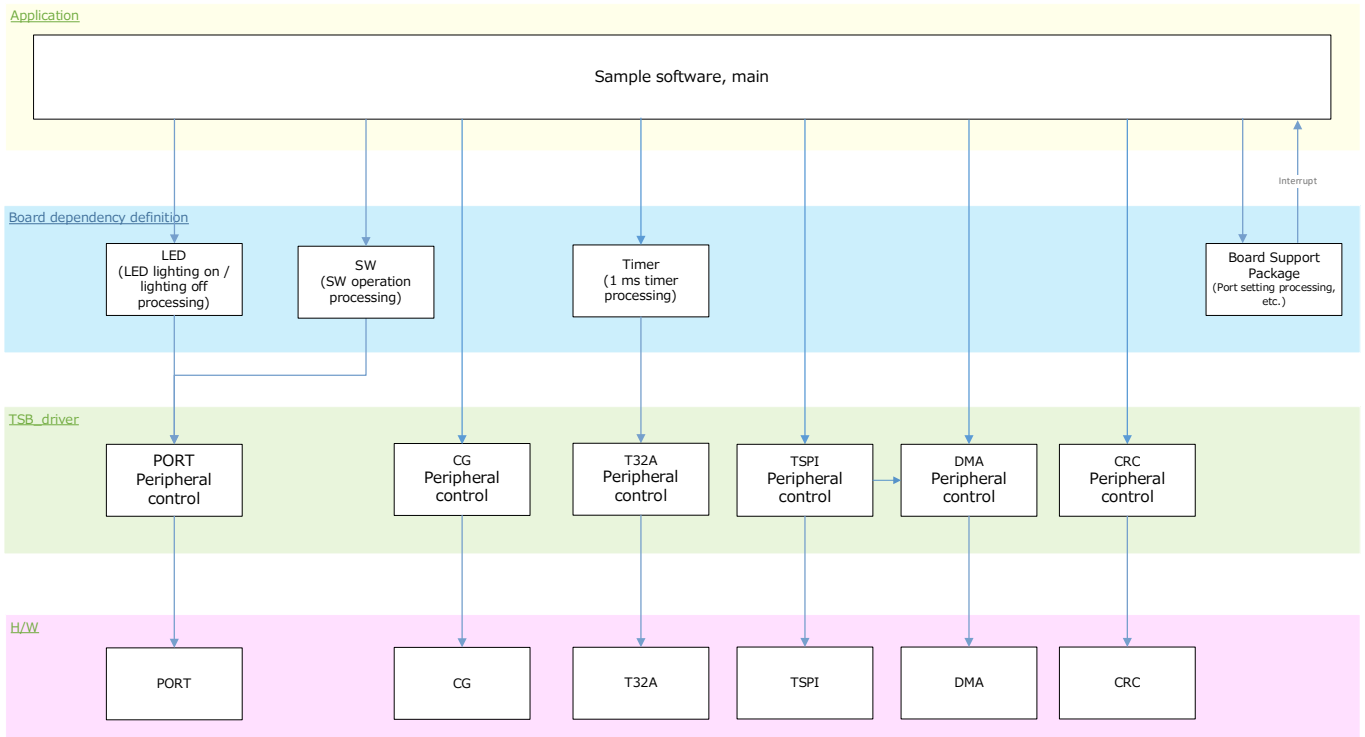 Application
Sample software, main
Interrupt
Board dependency definition
LED
(LED lighting on /
lighting off
processing)
SW
(SW operation
processing)
Timer
(1 ms timer
processing)
Board Support
Package
(Port setting processing,
etc.)
TSB_driver
PORT
Peripheral
control
CG
Peripheral
control
T32A
Peripheral
control
TSPI
Peripheral
control
DMA
Peripheral
control
CRC
Peripheral
control
H/W
PORT
CG
T32A
TSPI
DMA
CRC